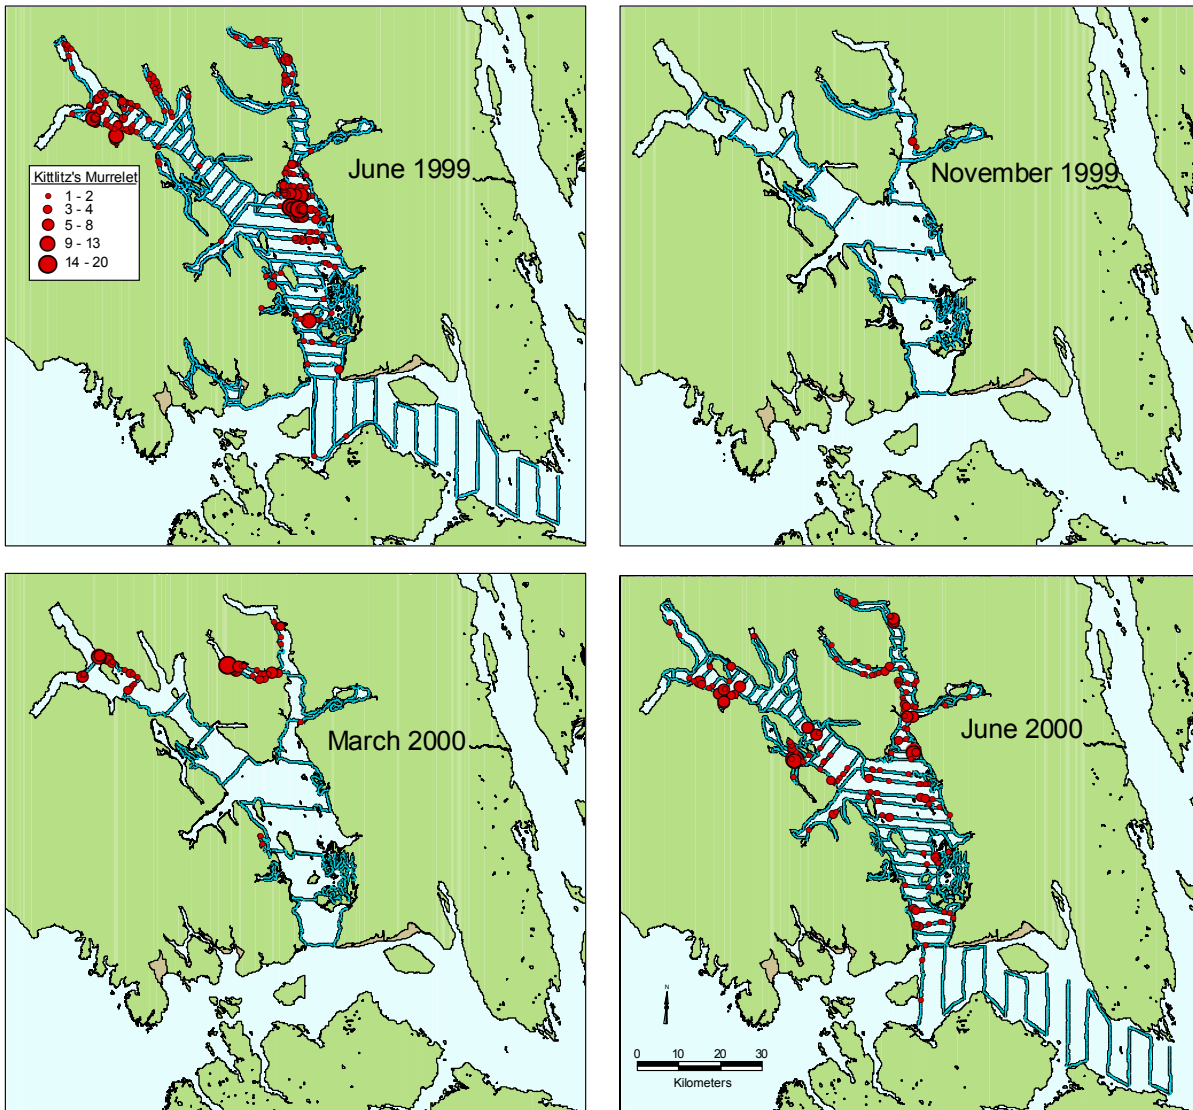 June 1999
Kittlitz's Murrelet
1 - 2
3 - 4
5 - 8
9 - 13
14 - 20
November 1999
March 2000
June 2000
N
0 10 20 30
Kilometers